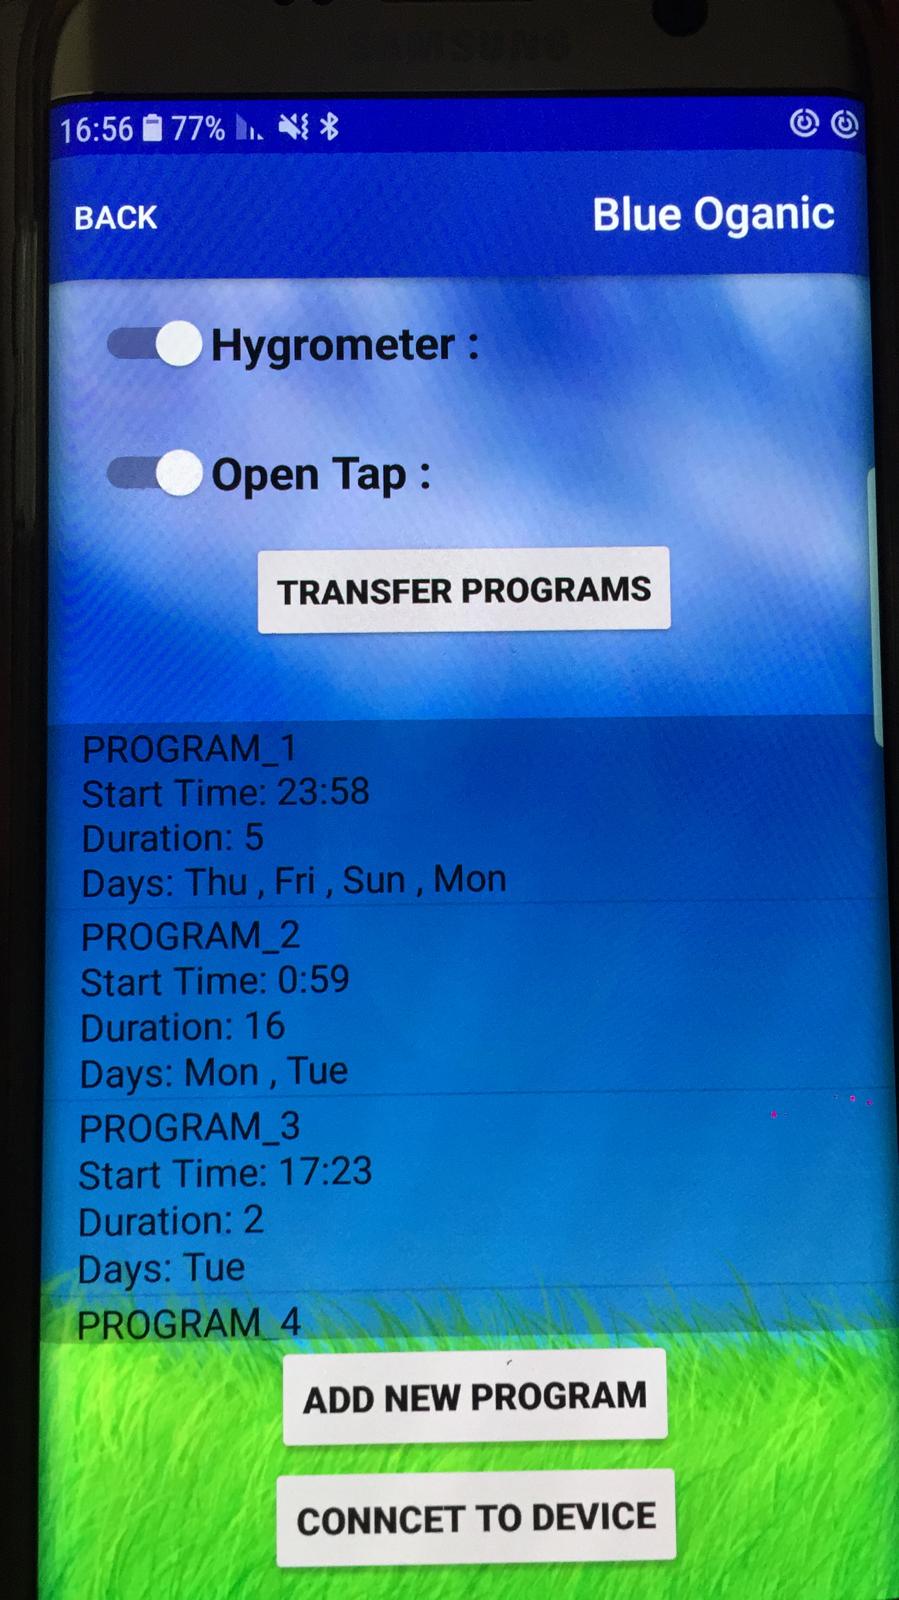 SAMSUNG
16:56 77%
BACK
Blue Oganic
Hygrometer :
Open Tap :
TRANSFER PROGRAMS
PROGRAM_1
Start Time: 23:58
Duration: 5
Days: Thu , Fri , Sun , Mon
PROGRAM_2
Start Time: 0:59
Duration: 16
Days: Mon , Tue
PROGRAM_3
Start Time: 17:23
Duration: 2
Days: Tue
PROGRAM_4
ADD NEW PROGRAM
CONNCET TO DEVICE